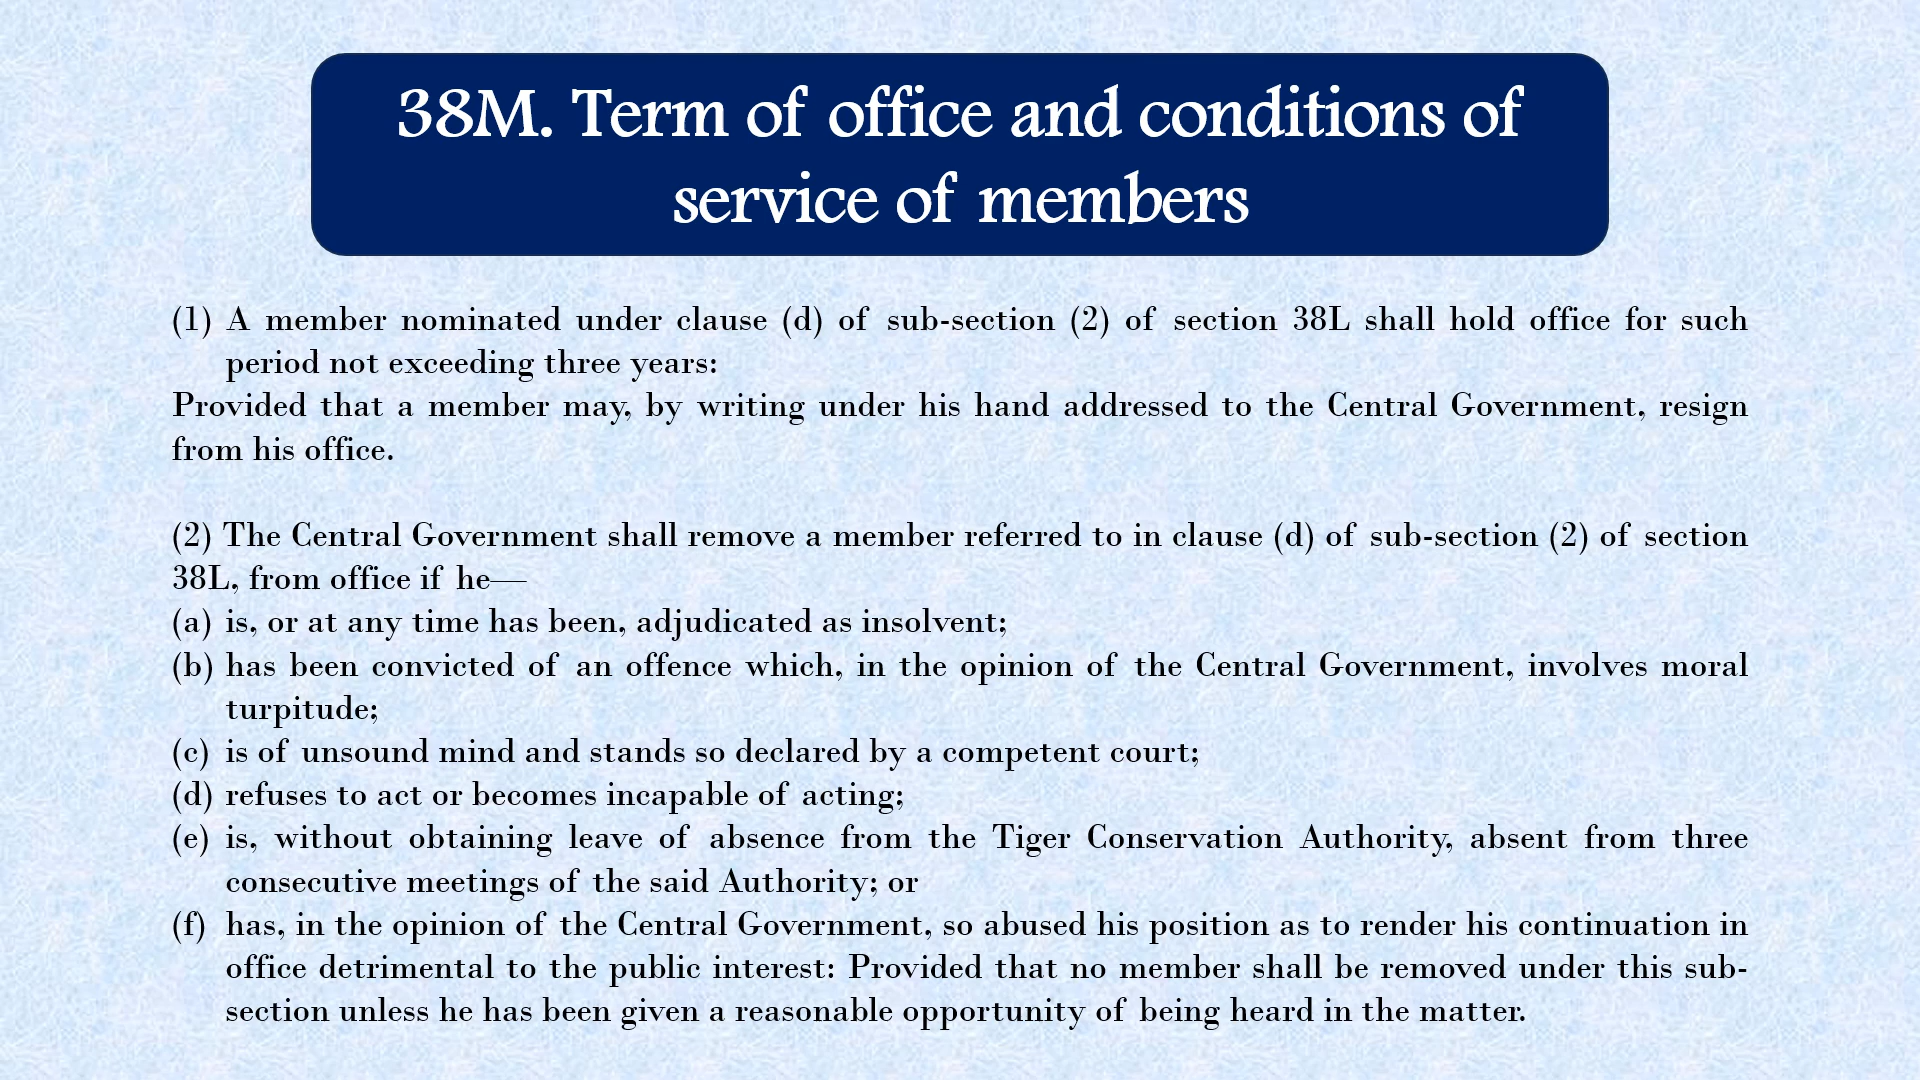 38M. Term of office and conditions of
service of members
(1) A member nominated under clause (d) of sub-section (2) of section 38L shall hold office for such
period not exceeding three years:
Provided that a member may, by writing under his hand addressed to the Central Government, resign
from his office.
(2) The Central Government shall remove a member referred to in clause (d) of sub-section (2) of section
38L, from office if he—
(a) is, or at any time has been, adjudicated as insolvent;
(b) has been convicted of an offence which, in the opinion of the Central Government, involves moral
turpitude;
(c) is of unsound mind and stands so declared by a competent court;
(d) refuses to act or becomes incapable of acting;
(e) is, without obtaining leave of absence from the Tiger Conservation Authority, absent from three
consecutive meetings of the said Authority; or
(f) has, in the opinion of the Central Government, so abused his position as to render his continuation in
office detrimental to the public interest: Provided that no member shall be removed under this sub-
section unless he has been given a reasonable opportunity of being heard in the matter.